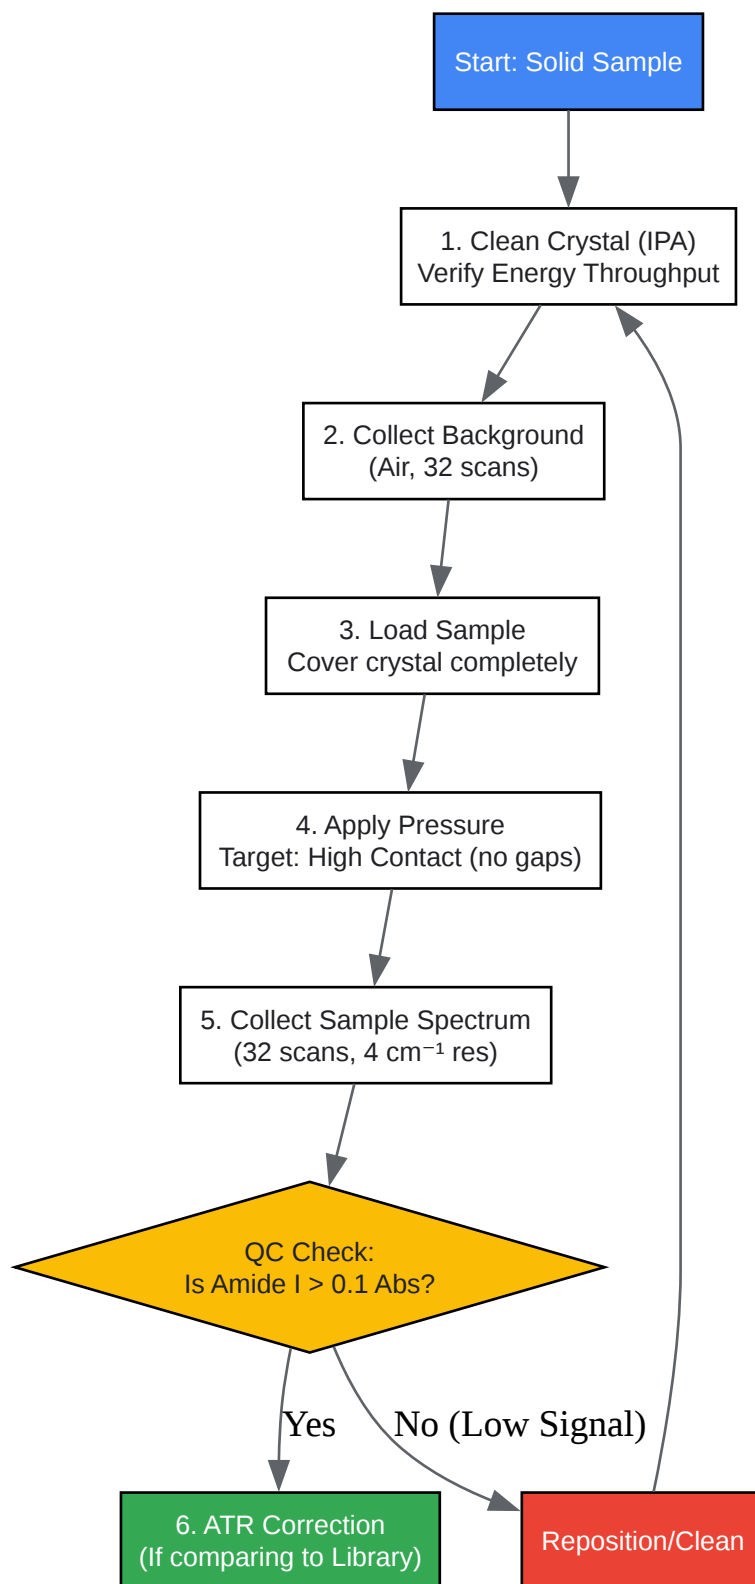 Start: Solid Sample
1. Clean Crystal (IPA)
Verify Energy Throughput
2. Collect Background
(Air, 32 scans)
3. Load Sample
Cover crystal completely
4. Apply Pressure
Target: High Contact (no gaps)
5. Collect Sample Spectrum
(32 scans, 4 cm⁻¹ res)
QC Check:
Is Amide I > 0.1 Abs?
Yes
No (Low Signal)
6. ATR Correction
(If comparing to Library)
Reposition/Clean